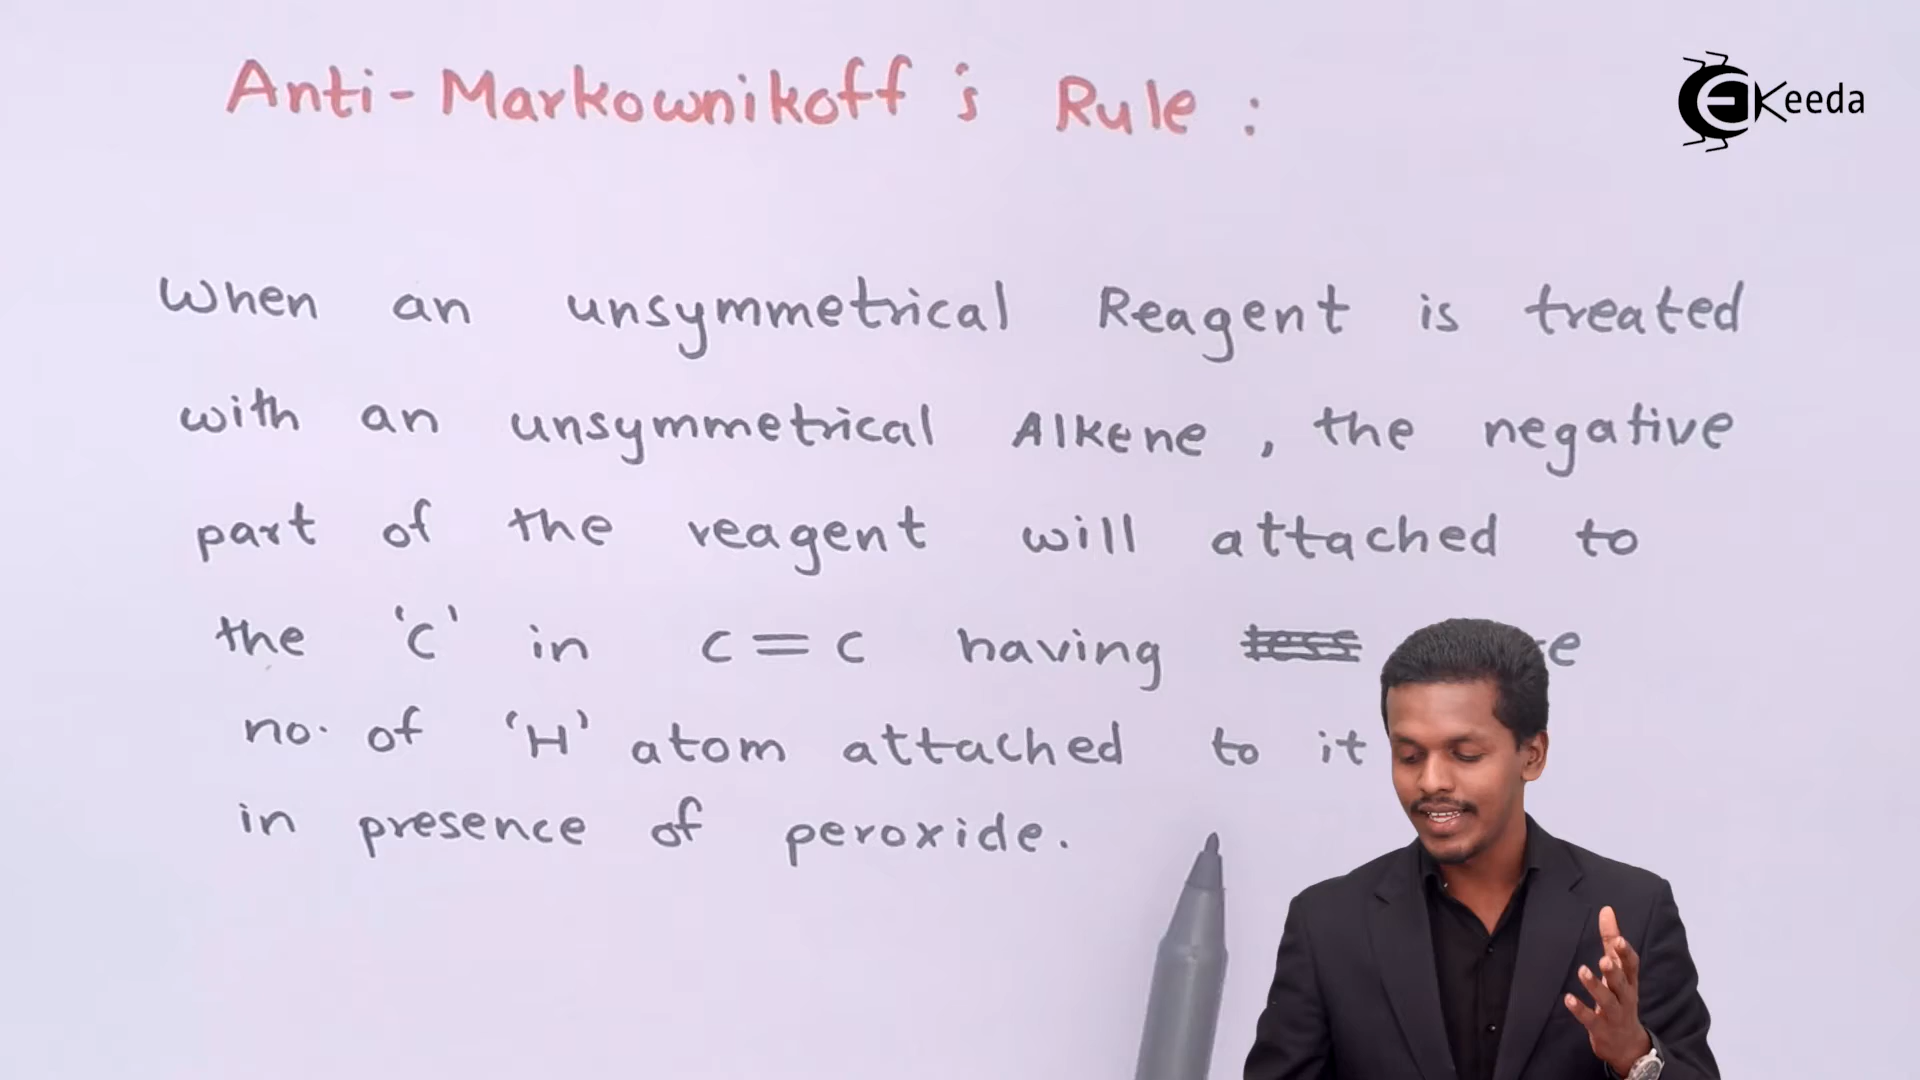 Anti-Markownikoff's Rule :
EKeeda
When an unsymmetrical Reagent is treated
with an unsymmetrical Alkene , the negative
part of the reagent will attached to
the 'C' in C=C having
no. of 'H' atom attached to it
in presence of peroxide.